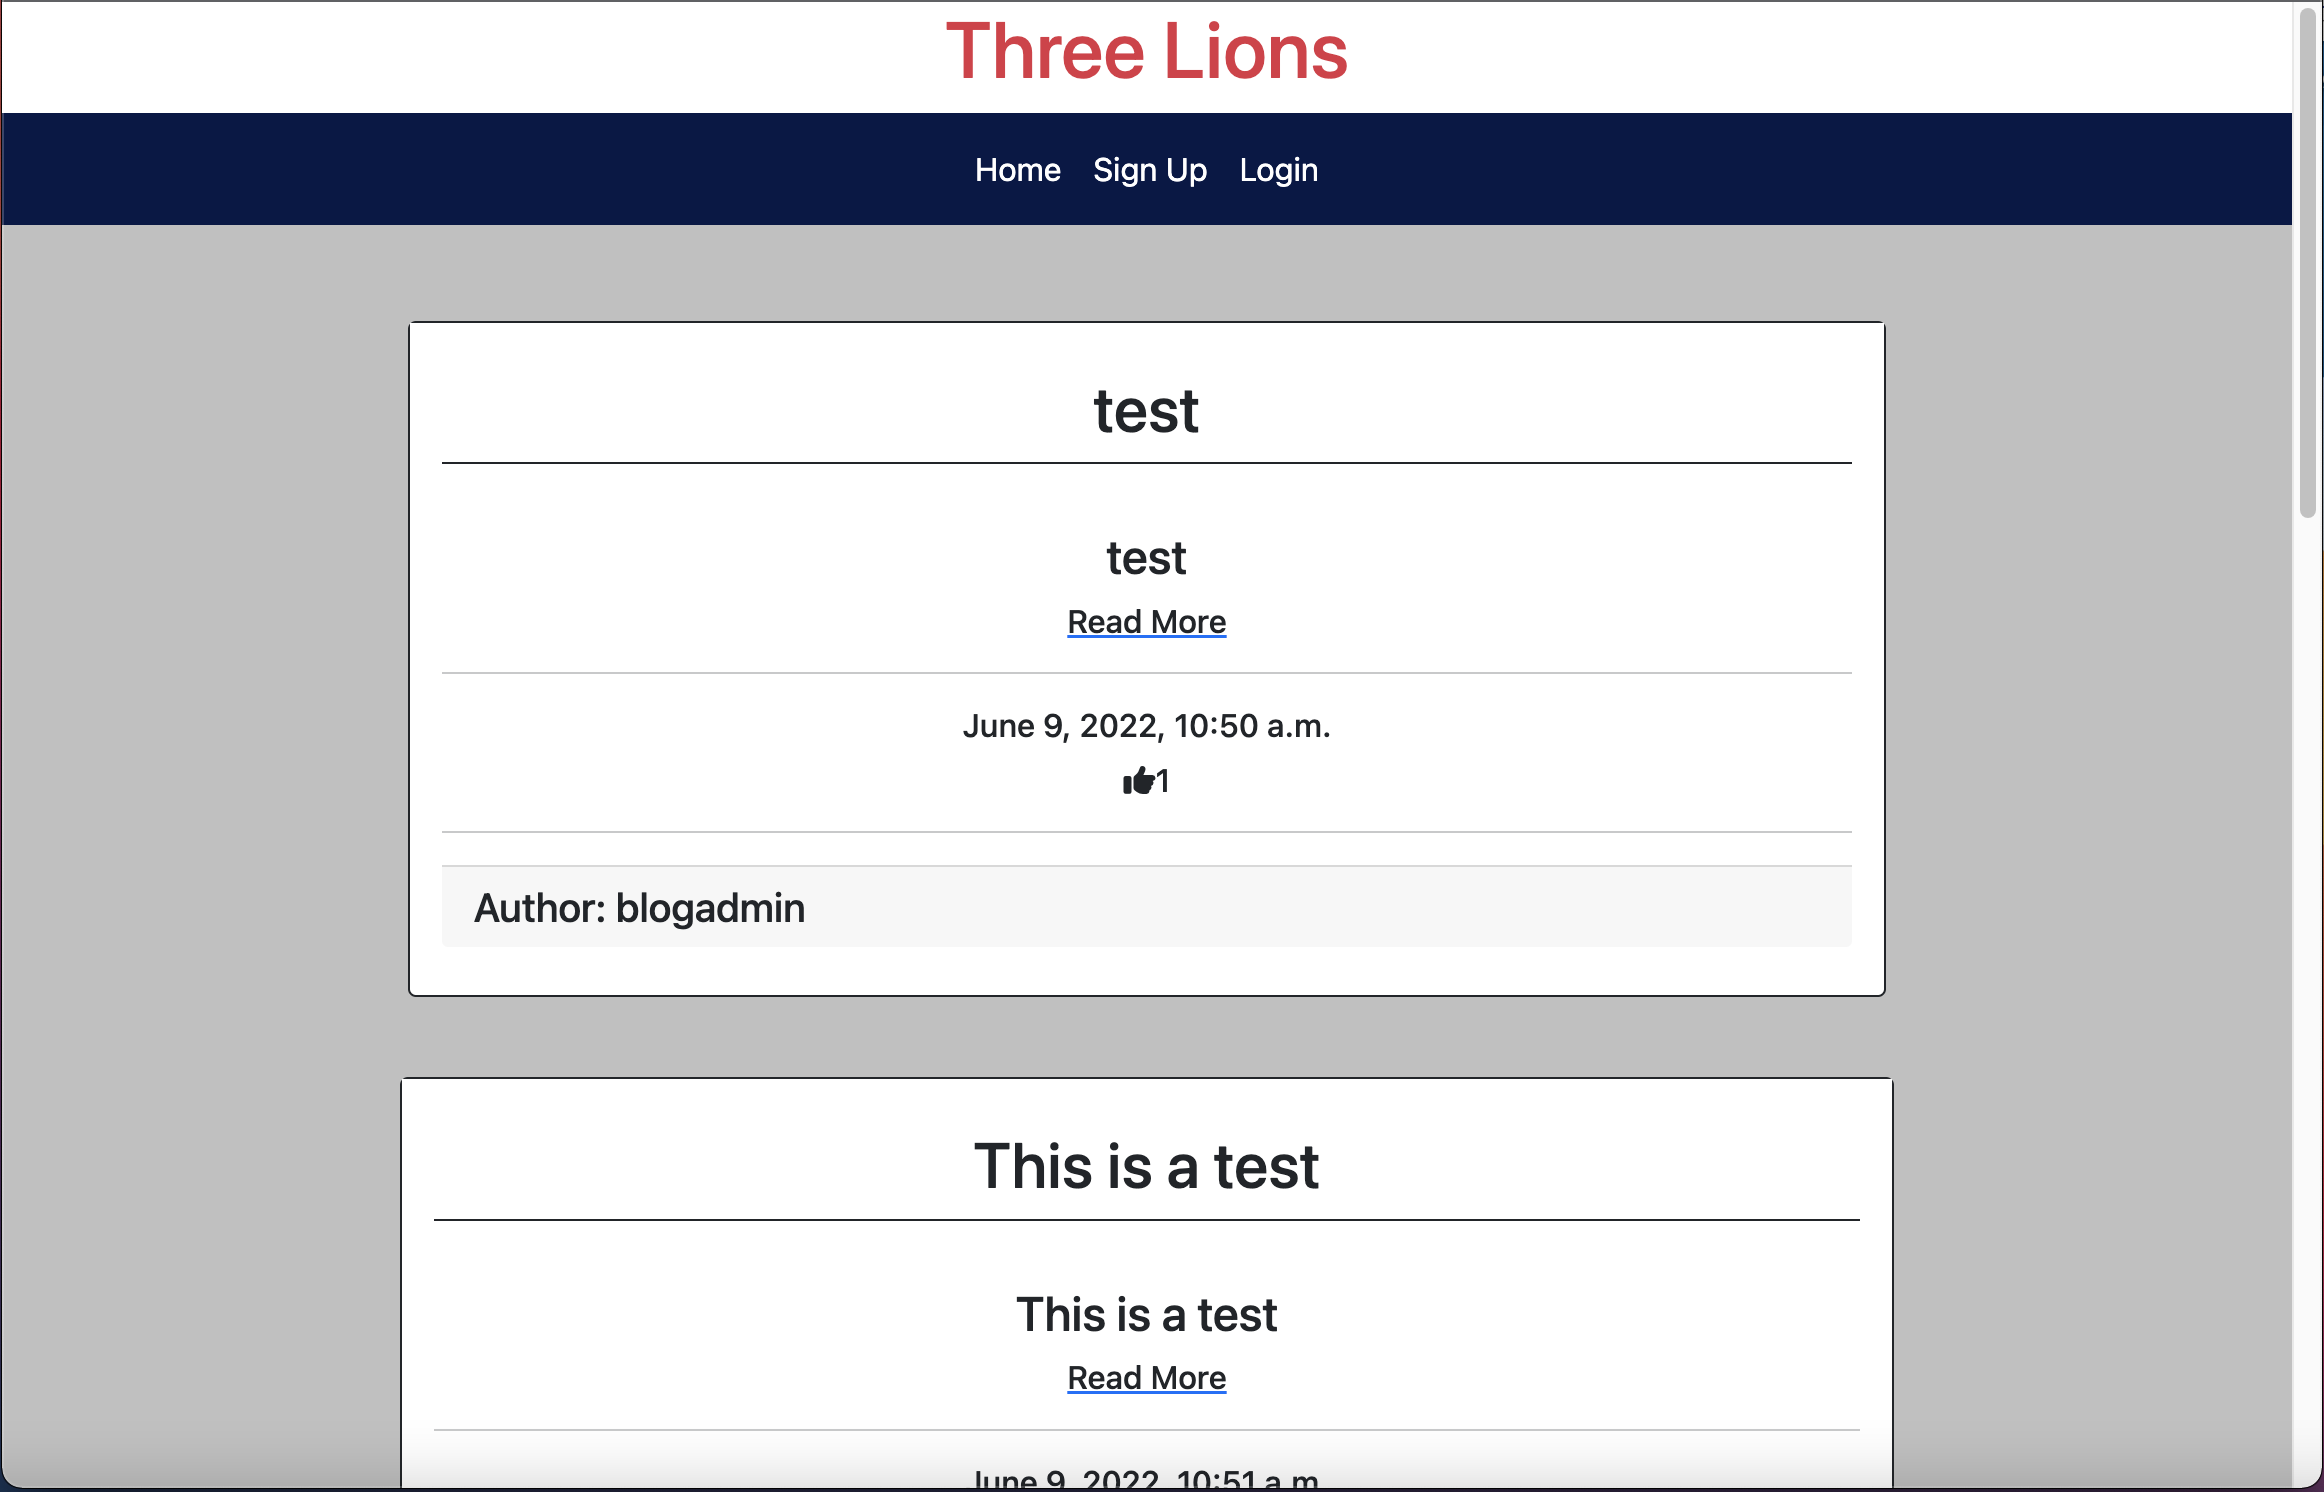 Three Lions
Home Sign Up Login
test
test
Read More
June 9, 2022, 10:50 a.m.
1
Author: blogadmin
This is a test
This is a test
Read More
June 9, 2022, 10:51 a.m.